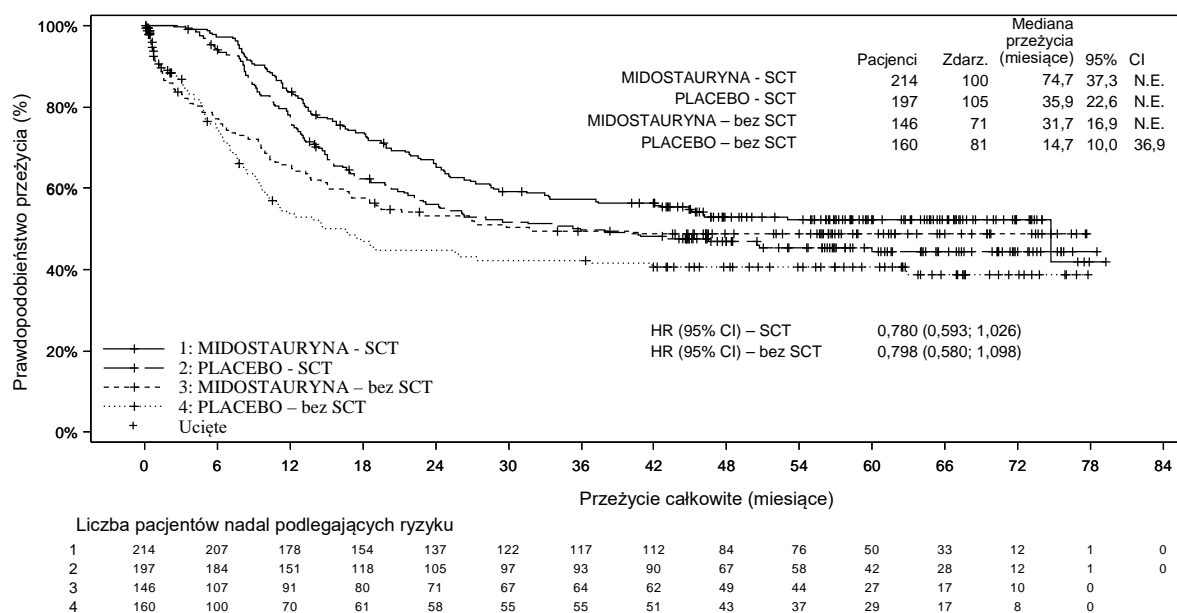 Prawdopodobieństwo przeżycia (%)
100%
80%
60%
40%
20%
0%
Mediana
przeżycia
Pacjenci Zdarz. (miesiące) 95% CI
MIDOSTAURYNA - SCT 214 100 74,7 37,3 N.E.
PLACEBO - SCT 197 105 35,9 22,6 N.E.
MIDOSTAURYNA – bez SCT 146 71 31,7 16,9 N.E.
PLACEBO – bez SCT 160 81 14,7 10,0 36,9
HR (95% CI) – SCT 0,780 (0,593; 1,026)
HR (95% CI) – bez SCT 0,798 (0,580; 1,098)
1: MIDOSTAURYNA - SCT
2: PLACEBO - SCT
3: MIDOSTAURYNA – bez SCT
4: PLACEBO – bez SCT
+ Ucięte
0 6 12 18 24 30 36 42 48 54 60 66 72 78 84
Przeżycie całkowite (miesiące)
Liczba pacjentów nadal podlegających ryzyku
1 214 207 178 154 137 122 117 112 84 76 50 33 12 1 0
2 197 184 151 118 105 97 93 90 67 58 42 28 12 1 0
3 146 107 91 80 71 67 64 62 49 44 27 17 10 0
4 160 100 70 61 58 55 55 51 43 37 29 17 8 0